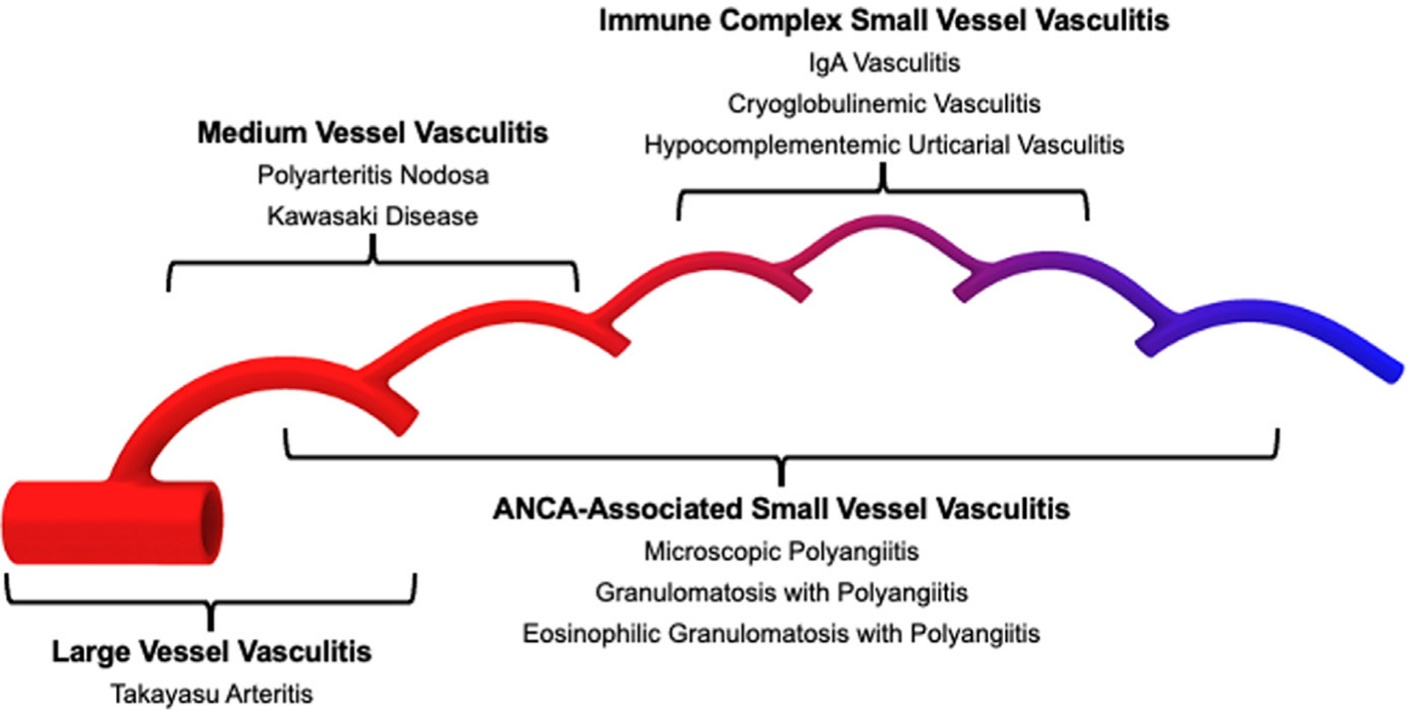 Immune Complex Small Vessel Vasculitis
IgA Vasculitis
Cryoglobulinemic Vasculitis
Hypocomplementemic Urticarial Vasculitis
Medium Vessel Vasculitis
Polyarteritis Nodosa
Kawasaki Disease
ANCA-Associated Small Vessel Vasculitis
Microscopic Polyangiitis
Granulomatosis with Polyangiitis
Eosinophilic Granulomatosis with Polyangiitis
Large Vessel Vasculitis
Takayasu Arteritis